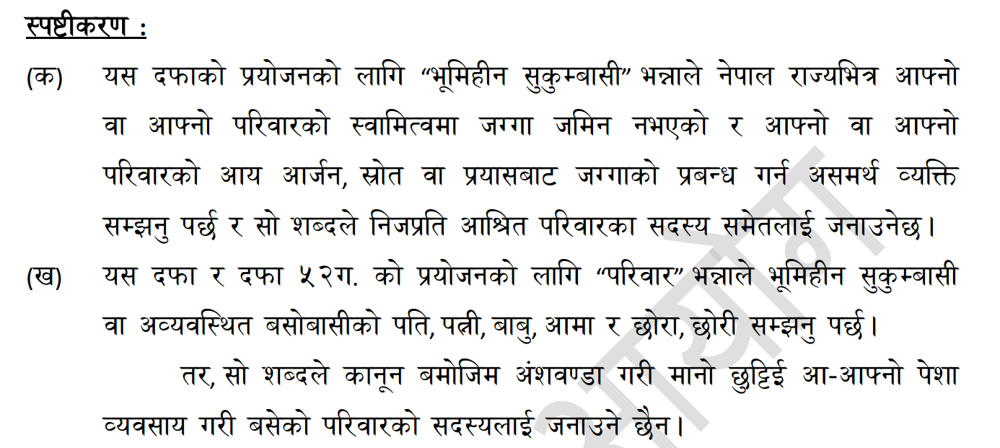 स्पष्टीकरण :
(क) यस दफाको प्रयोजनको लागि “भूमिहीन सुकुम्बासी” भन्नाले नेपाल राज्यभित्र आफ्नो
वा आफ्नो परिवारको स्वामित्वमा जग्गा जमिन नभएको र आफ्नो वा आफ्नो
परिवारको आय आर्जन, स्रोत वा प्रयासबाट जग्गाको प्रबन्ध गर्न असमर्थ व्यक्ति
सम्झनु पर्छ र सो शब्दले निजप्रति आश्रित परिवारका सदस्य समेतलाई जनाउनेछ ।
(ख) यस दफा र दफा ५२ग. को प्रयोजनको लागि “परिवार” भन्नाले भूमिहीन सुकुम्बासी
वा अव्यवस्थित बसोबासीको पति, पत्नी, बाबु, आमा र छोरा, छोरी सम्झनु पर्छ ।
तर, सो शब्दले कानून बमोजिम अंशवण्डा गरी मानो छुट्टिई आ-आफ्नो पेशा
व्यवसाय गरी बसेको परिवारको सदस्यलाई जनाउने छैन ।
आयोग